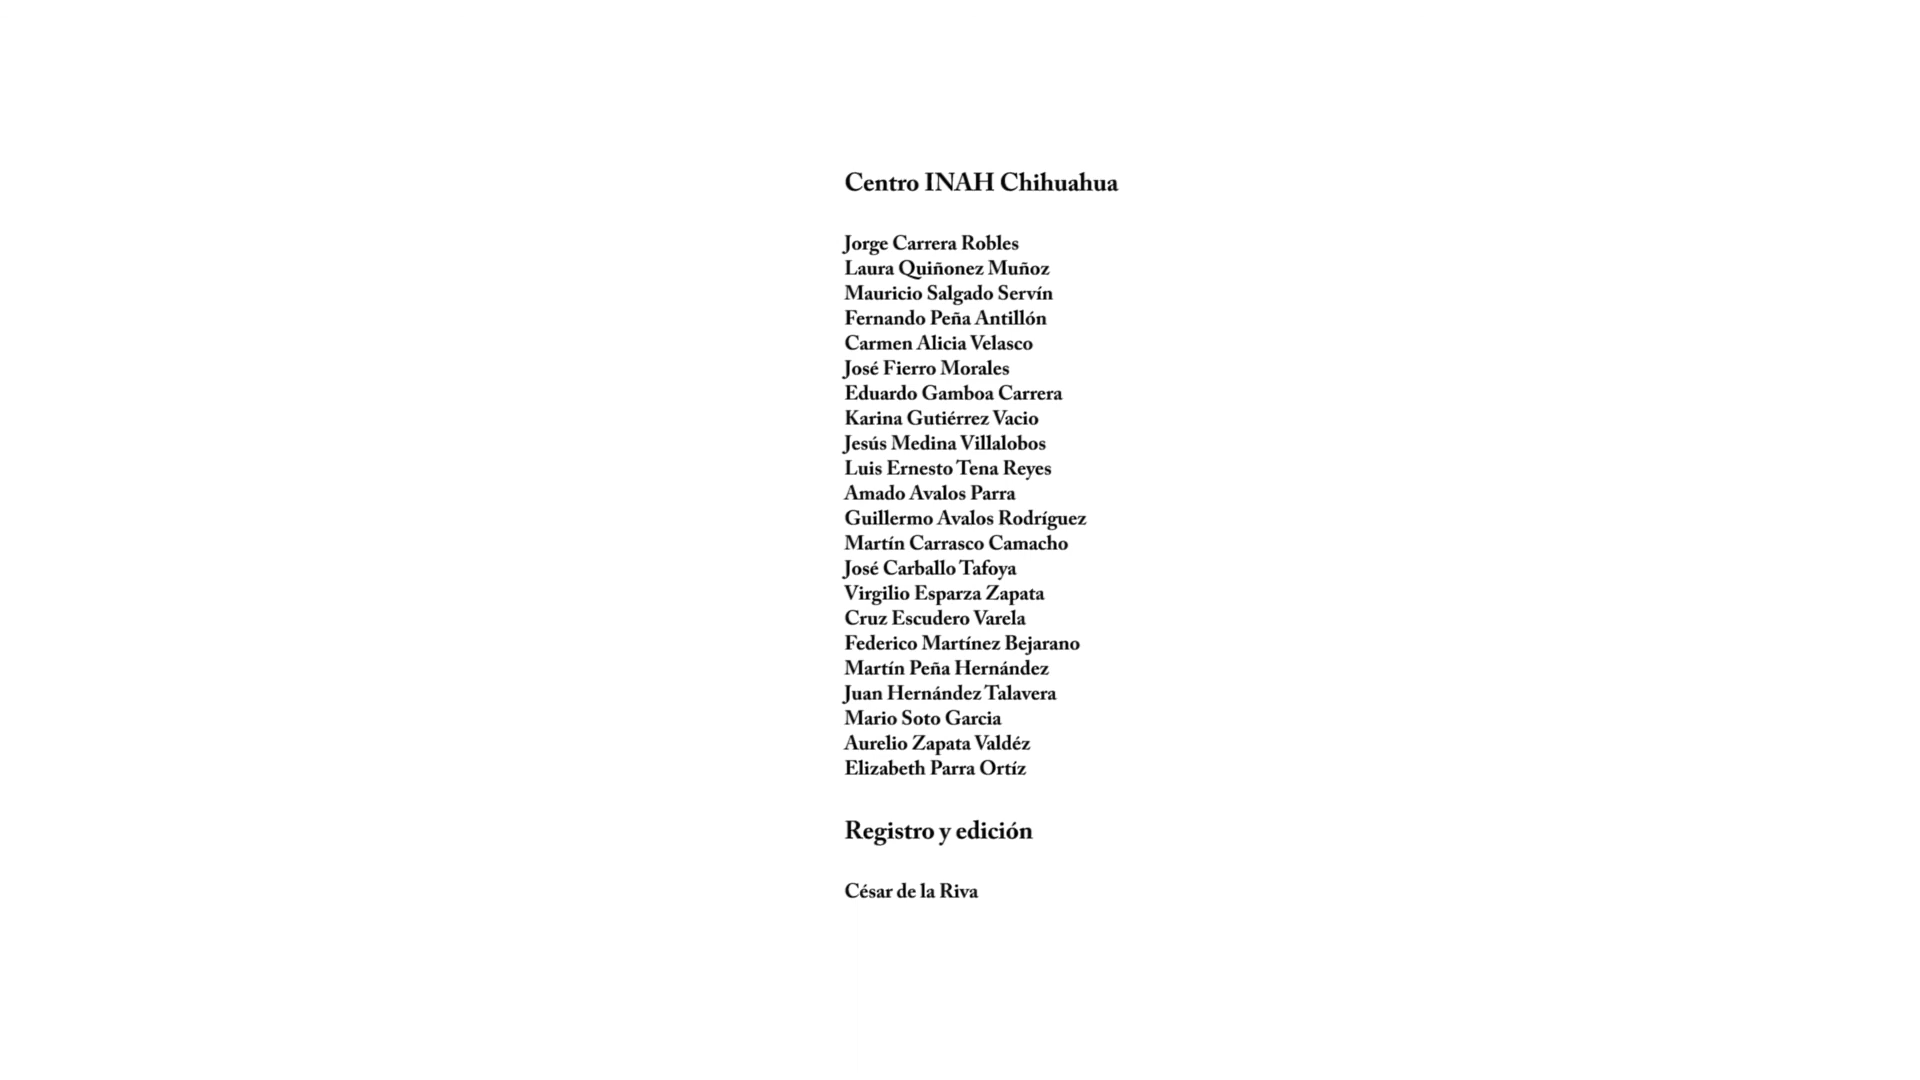 Centro INAH Chihuahua
Jorge Carrera Robles
Laura Quiñonez Muñoz
Mauricio Salgado Servín
Fernando Peña Antillón
Carmen Alicia Velasco
José Fierro Morales
Eduardo Gamboa Carrera
Karina Gutiérrez Vacio
Jesús Medina Villalobos
Luis Ernesto Tena Reyes
Amado Avalos Parra
Guillermo Avalos Rodríguez
Martín Carrasco Camacho
José Carballo Tafoya
Virgilio Esparza Zapata
Cruz Escudero Varela
Federico Martínez Bejarano
Martín Peña Hernández
Juan Hernández Talavera
Mario Soto Garcia
Aurelio Zapata Valdéz
Elizabeth Parra Ortíz
Registro y edición
César de la Riva